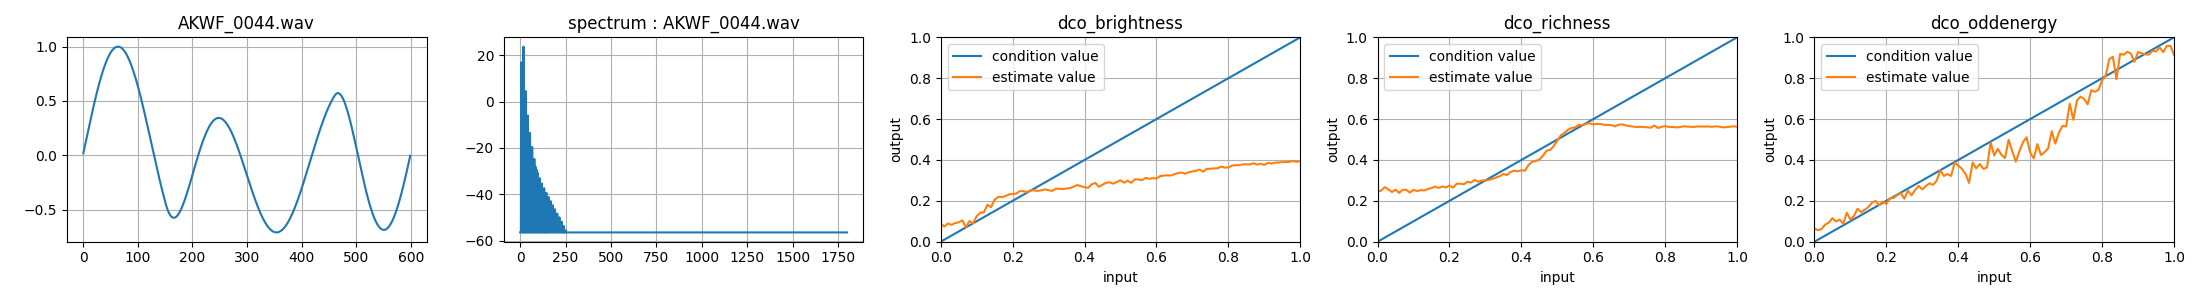 AKWF_0044.wav
1.0
0.5
0.0
−0.5
0 100 200 300 400 500 600
spectrum : AKWF_0044.wav
20
0
−20
−40
−60
0 250 500 750 1000 1250 1500 1750
dco_brightness
condition value
estimate value
output
1.0
0.8
0.6
0.4
0.2
0.0
0.0 0.2 0.4 0.6 0.8 1.0
input
dco_richness
condition value
estimate value
output
1.0
0.8
0.6
0.4
0.2
0.0
0.0 0.2 0.4 0.6 0.8 1.0
input
dco_oddenergy
condition value
estimate value
output
1.0
0.8
0.6
0.4
0.2
0.0
0.0 0.2 0.4 0.6 0.8 1.0
input